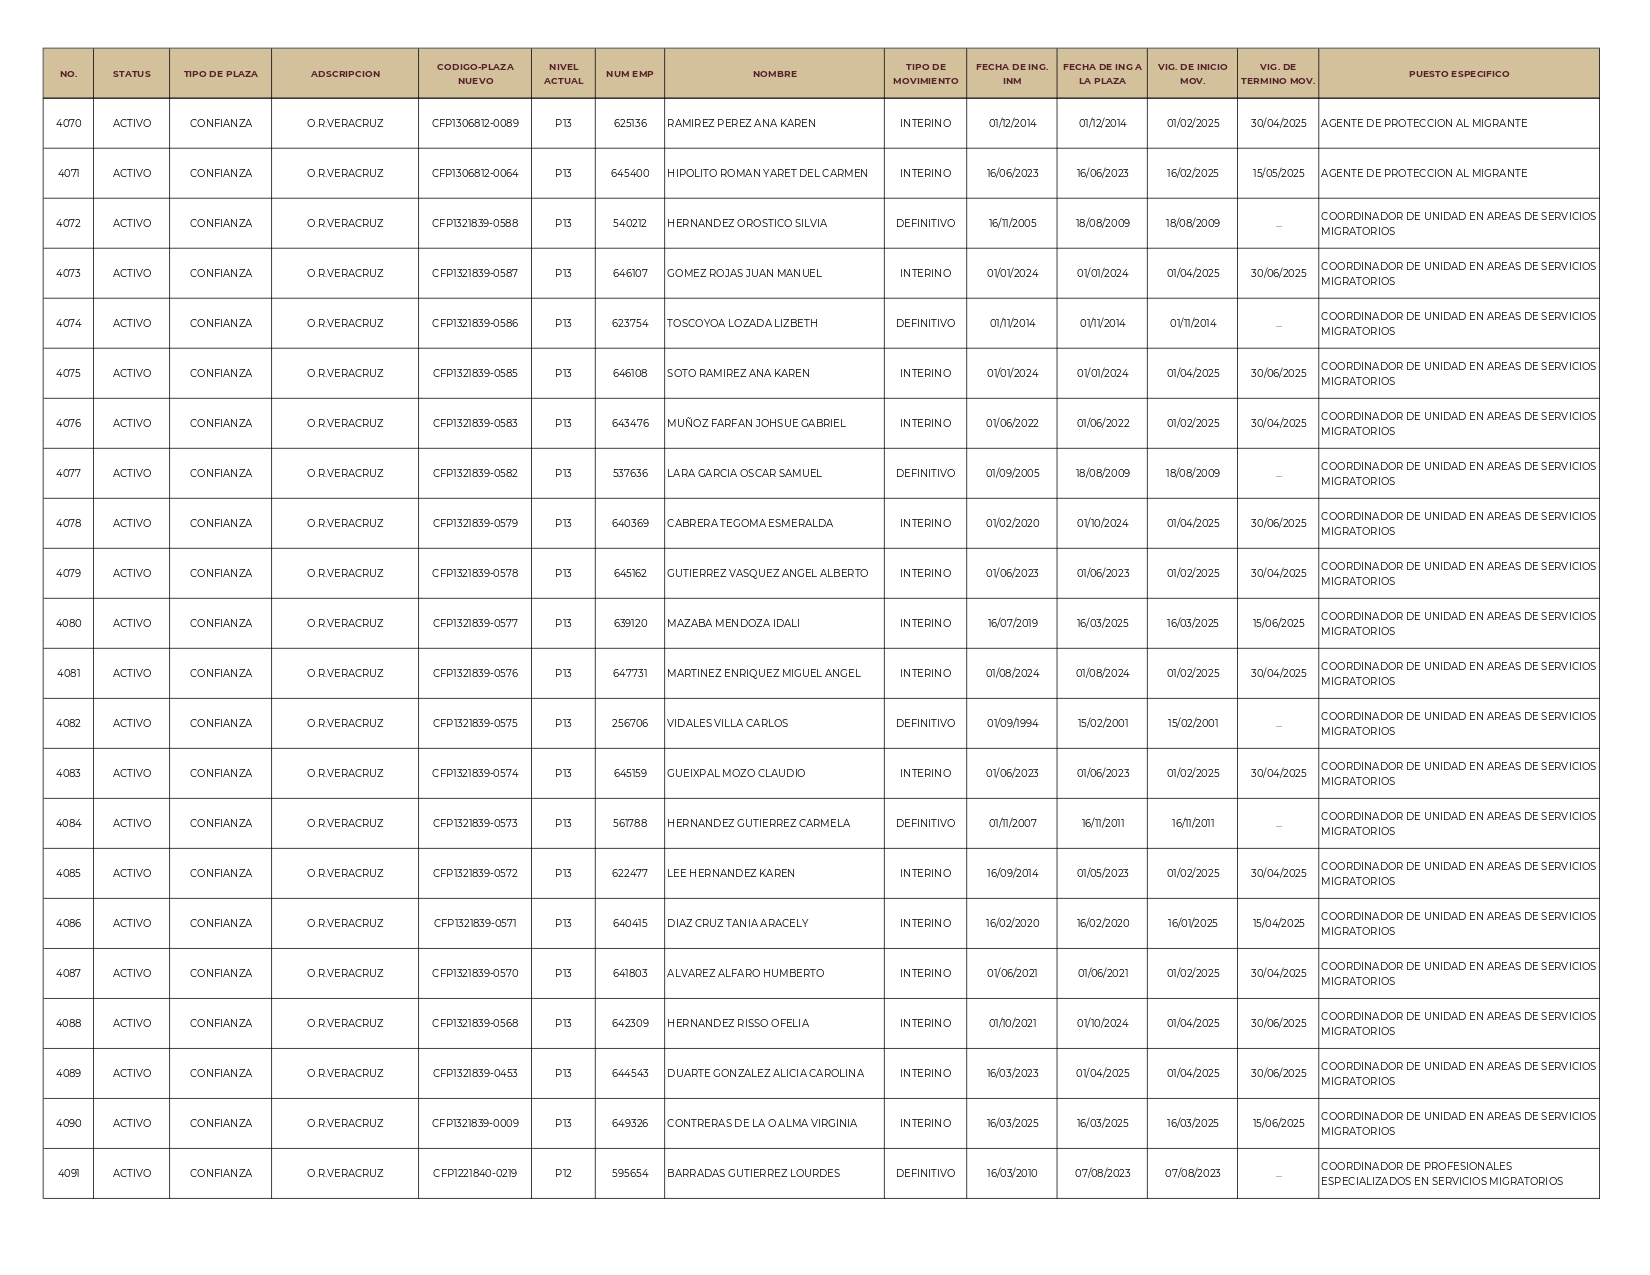 NO. STATUS TIPO DE PLAZA ADSCRIPCION CODIGO-PLAZA NUEVO NIVEL ACTUAL NUM EMP NOMBRE TIPO DE MOVIMIENTO FECHA DE ING. INM FECHA DE ING A LA PLAZA VIG. DE INICIO MOV. VIG. DE TERMINO MOV. PUESTO ESPECIFICO
4070 ACTIVO CONFIANZA O.R.VERACRUZ CFP1306812-0089 P13 625136 RAMIREZ PEREZ ANA KAREN INTERINO 01/12/2014 01/12/2014 01/02/2025 30/04/2025 AGENTE DE PROTECCION AL MIGRANTE
4071 ACTIVO CONFIANZA O.R.VERACRUZ CFP1306812-0064 P13 645400 HIPOLITO ROMAN YARET DEL CARMEN INTERINO 16/06/2023 16/06/2023 16/02/2025 15/05/2025 AGENTE DE PROTECCION AL MIGRANTE
4072 ACTIVO CONFIANZA O.R.VERACRUZ CFP1321839-0588 P13 540212 HERNANDEZ OROSTICO SILVIA DEFINITIVO 16/11/2005 18/08/2009 18/08/2009 ... COORDINADOR DE UNIDAD EN AREAS DE SERVICIOS
MIGRATORIOS
4073 ACTIVO CONFIANZA O.R.VERACRUZ CFP1321839-0587 P13 646107 GOMEZ ROJAS JUAN MANUEL INTERINO 01/01/2024 01/01/2024 01/04/2025 30/06/2025 COORDINADOR DE UNIDAD EN AREAS DE SERVICIOS
MIGRATORIOS
4074 ACTIVO CONFIANZA O.R.VERACRUZ CFP1321839-0586 P13 623754 TOSCOYOA LOZADA LIZBETH DEFINITIVO 01/11/2014 01/11/2014 01/11/2014 ... COORDINADOR DE UNIDAD EN AREAS DE SERVICIOS
MIGRATORIOS
4075 ACTIVO CONFIANZA O.R.VERACRUZ CFP1321839-0585 P13 646108 SOTO RAMIREZ ANA KAREN INTERINO 01/01/2024 01/01/2024 01/04/2025 30/06/2025 COORDINADOR DE UNIDAD EN AREAS DE SERVICIOS
MIGRATORIOS
4076 ACTIVO CONFIANZA O.R.VERACRUZ CFP1321839-0583 P13 643476 MUÑOZ FARFAN JOHSUE GABRIEL INTERINO 01/06/2022 01/06/2022 01/02/2025 30/04/2025 COORDINADOR DE UNIDAD EN AREAS DE SERVICIOS
MIGRATORIOS
4077 ACTIVO CONFIANZA O.R.VERACRUZ CFP1321839-0582 P13 537636 LARA GARCIA OSCAR SAMUEL DEFINITIVO 01/09/2005 18/08/2009 18/08/2009 ... COORDINADOR DE UNIDAD EN AREAS DE SERVICIOS
MIGRATORIOS
4078 ACTIVO CONFIANZA O.R.VERACRUZ CFP1321839-0579 P13 640369 CABRERA TEGOMA ESMERALDA INTERINO 01/02/2020 01/10/2024 01/04/2025 30/06/2025 COORDINADOR DE UNIDAD EN AREAS DE SERVICIOS
MIGRATORIOS
4079 ACTIVO CONFIANZA O.R.VERACRUZ CFP1321839-0578 P13 645162 GUTIERREZ VASQUEZ ANGEL ALBERTO INTERINO 01/06/2023 01/06/2023 01/02/2025 30/04/2025 COORDINADOR DE UNIDAD EN AREAS DE SERVICIOS
MIGRATORIOS
4080 ACTIVO CONFIANZA O.R.VERACRUZ CFP1321839-0577 P13 639120 MAZABA MENDOZA IDALI INTERINO 16/07/2019 16/03/2025 16/03/2025 15/06/2025 COORDINADOR DE UNIDAD EN AREAS DE SERVICIOS
MIGRATORIOS
4081 ACTIVO CONFIANZA O.R.VERACRUZ CFP1321839-0576 P13 647731 MARTINEZ ENRIQUEZ MIGUEL ANGEL INTERINO 01/08/2024 01/08/2024 01/02/2025 30/04/2025 COORDINADOR DE UNIDAD EN AREAS DE SERVICIOS
MIGRATORIOS
4082 ACTIVO CONFIANZA O.R.VERACRUZ CFP1321839-0575 P13 256706 VIDALES VILLA CARLOS DEFINITIVO 01/09/1994 15/02/2001 15/02/2001 ... COORDINADOR DE UNIDAD EN AREAS DE SERVICIOS
MIGRATORIOS
4083 ACTIVO CONFIANZA O.R.VERACRUZ CFP1321839-0574 P13 645159 GUEIXPAL MOZO CLAUDIO INTERINO 01/06/2023 01/06/2023 01/02/2025 30/04/2025 COORDINADOR DE UNIDAD EN AREAS DE SERVICIOS
MIGRATORIOS
4084 ACTIVO CONFIANZA O.R.VERACRUZ CFP1321839-0573 P13 561788 HERNANDEZ GUTIERREZ CARMELA DEFINITIVO 01/11/2007 16/11/2011 16/11/2011 ... COORDINADOR DE UNIDAD EN AREAS DE SERVICIOS
MIGRATORIOS
4085 ACTIVO CONFIANZA O.R.VERACRUZ CFP1321839-0572 P13 622477 LEE HERNANDEZ KAREN INTERINO 16/09/2014 01/05/2023 01/02/2025 30/04/2025 COORDINADOR DE UNIDAD EN AREAS DE SERVICIOS
MIGRATORIOS
4086 ACTIVO CONFIANZA O.R.VERACRUZ CFP1321839-0571 P13 640415 DIAZ CRUZ TANIA ARACELY INTERINO 16/02/2020 16/02/2020 16/01/2025 15/04/2025 COORDINADOR DE UNIDAD EN AREAS DE SERVICIOS
MIGRATORIOS
4087 ACTIVO CONFIANZA O.R.VERACRUZ CFP1321839-0570 P13 641803 ALVAREZ ALFARO HUMBERTO INTERINO 01/06/2021 01/06/2021 01/02/2025 30/04/2025 COORDINADOR DE UNIDAD EN AREAS DE SERVICIOS
MIGRATORIOS
4088 ACTIVO CONFIANZA O.R.VERACRUZ CFP1321839-0568 P13 642309 HERNANDEZ RISSO OFELIA INTERINO 01/10/2021 01/10/2024 01/04/2025 30/06/2025 COORDINADOR DE UNIDAD EN AREAS DE SERVICIOS
MIGRATORIOS
4089 ACTIVO CONFIANZA O.R.VERACRUZ CFP1321839-0453 P13 644543 DUARTE GONZALEZ ALICIA CAROLINA INTERINO 16/03/2023 01/04/2025 01/04/2025 30/06/2025 COORDINADOR DE UNIDAD EN AREAS DE SERVICIOS
MIGRATORIOS
4090 ACTIVO CONFIANZA O.R.VERACRUZ CFP1321839-0009 P13 649326 CONTRERAS DE LA O ALMA VIRGINIA INTERINO 16/03/2025 16/03/2025 16/03/2025 15/06/2025 COORDINADOR DE UNIDAD EN AREAS DE SERVICIOS
MIGRATORIOS
4091 ACTIVO CONFIANZA O.R.VERACRUZ CFP1221840-0219 P12 595654 BARRADAS GUTIERREZ LOURDES DEFINITIVO 16/03/2010 07/08/2023 07/08/2023 ... COORDINADOR DE PROFESIONALES
ESPECIALIZADOS EN SERVICIOS MIGRATORIOS